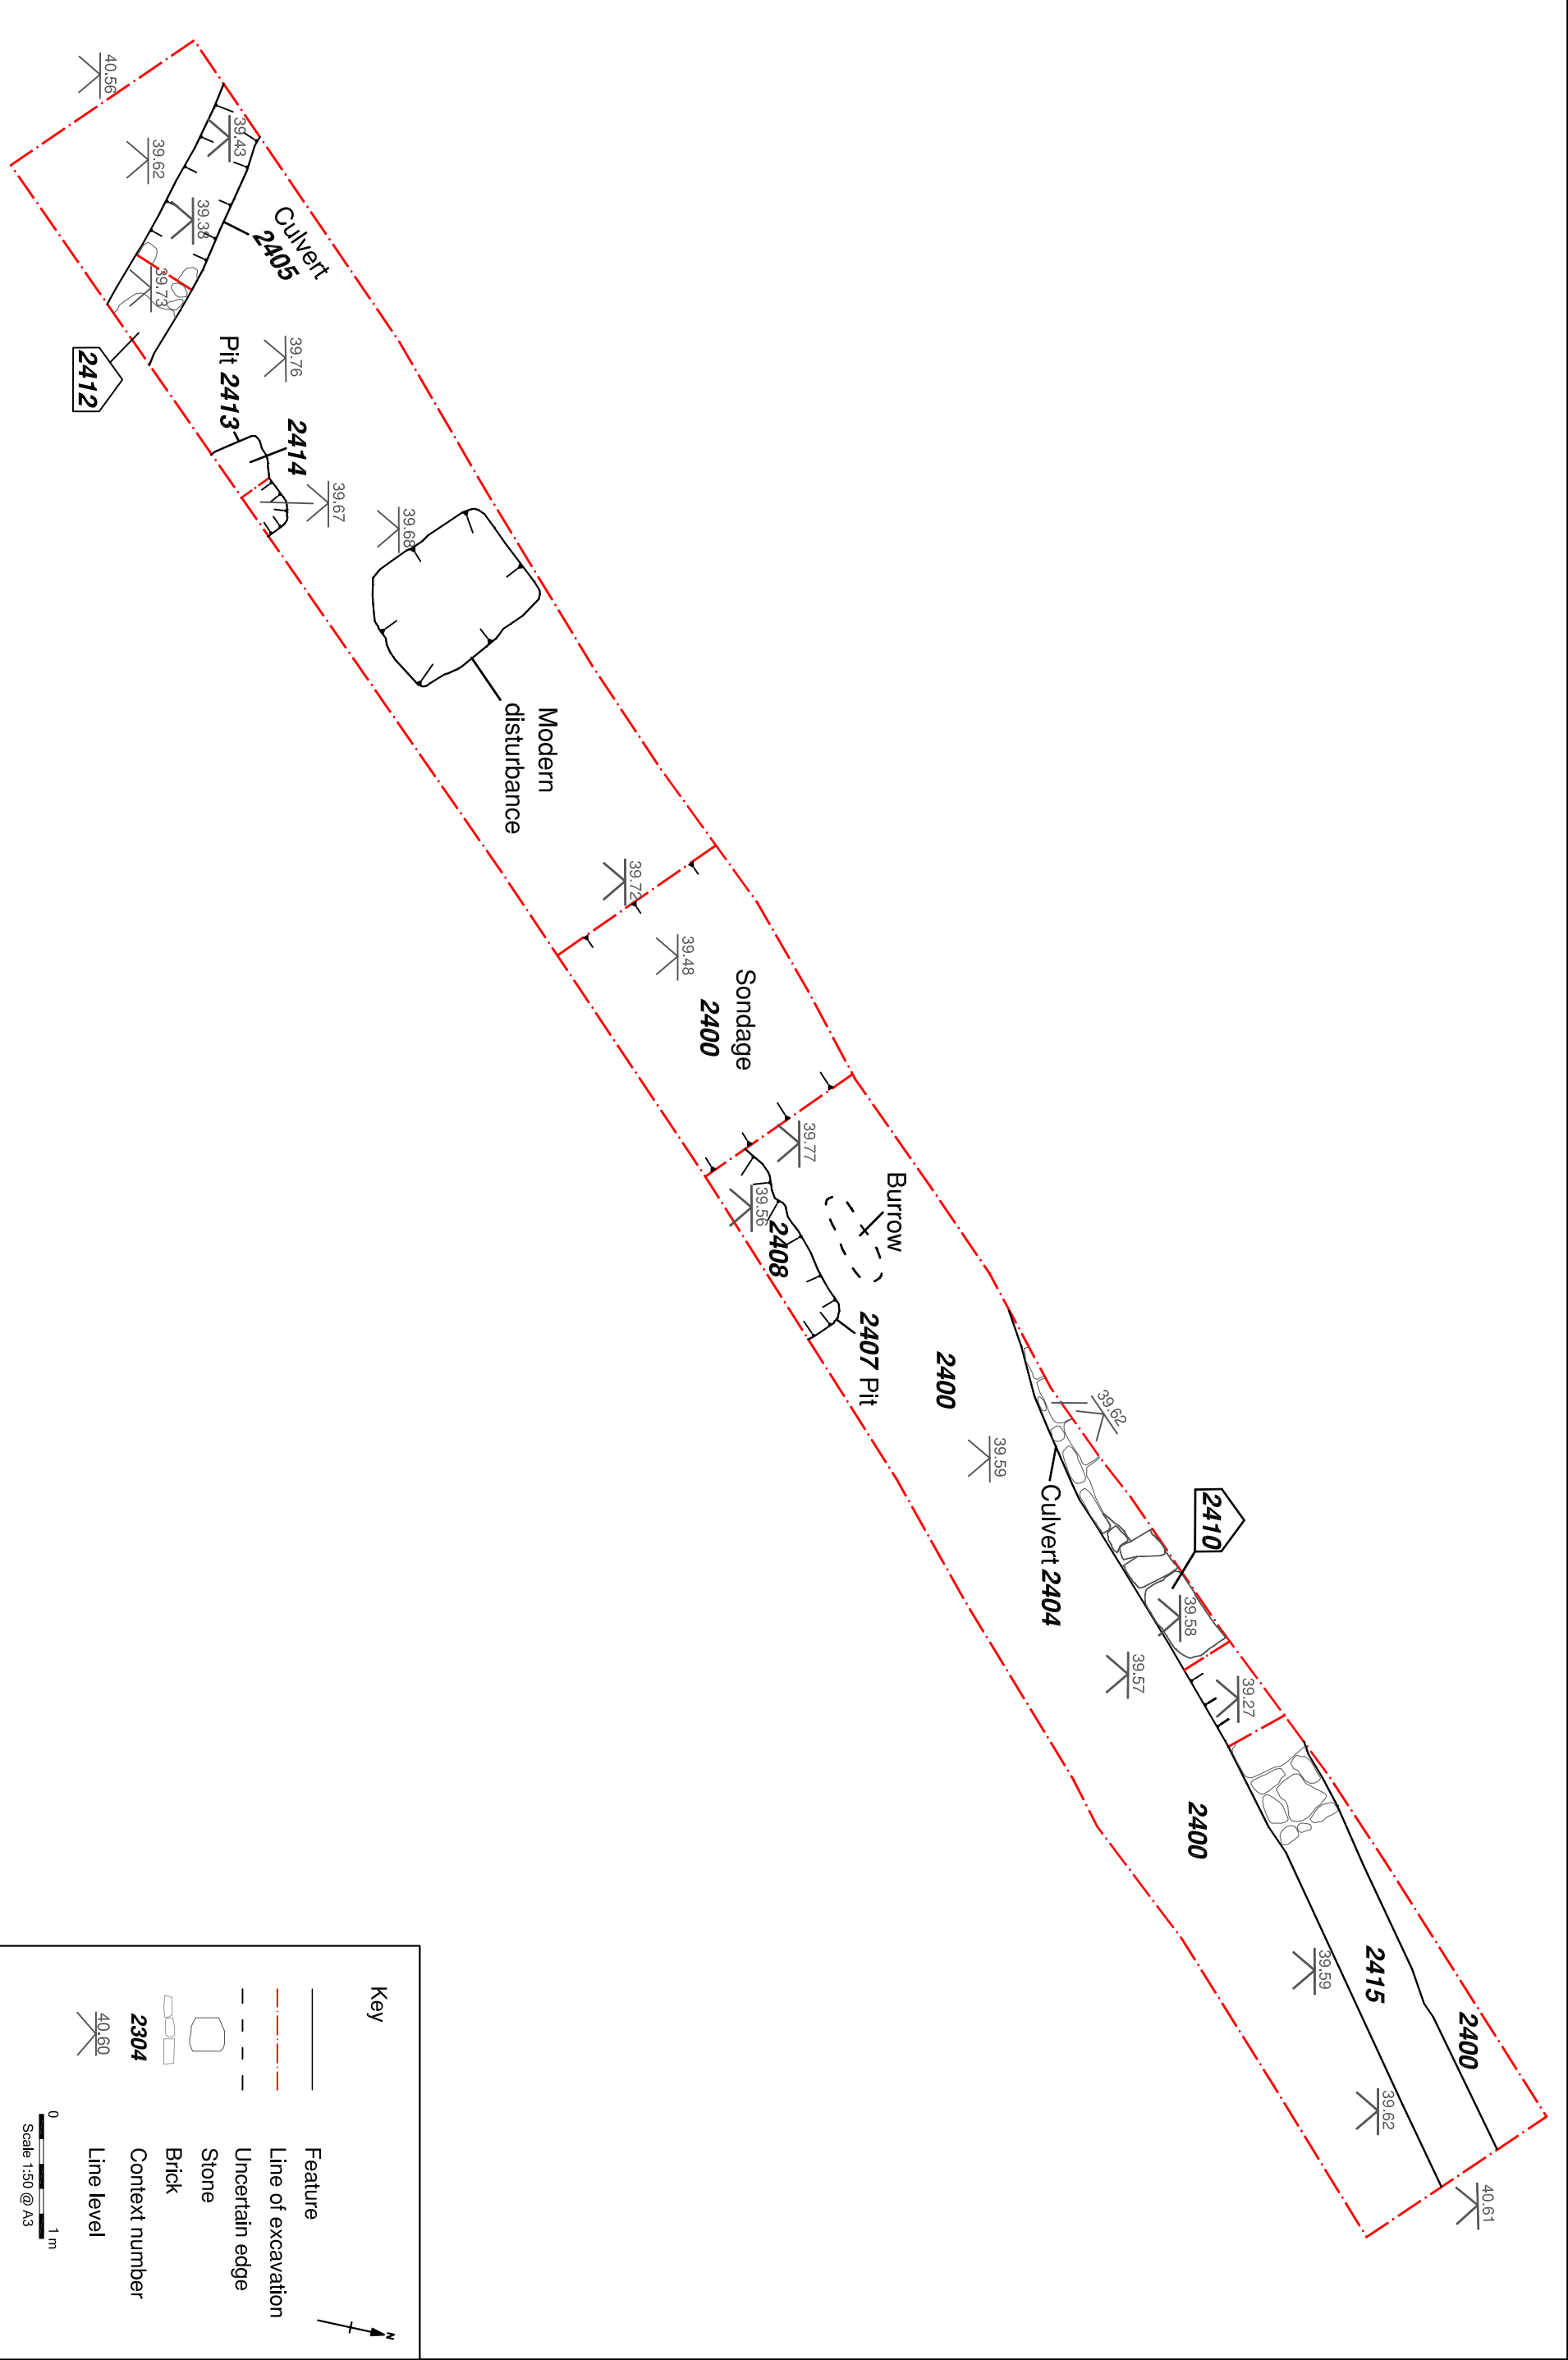 40.56
39.62
39.43
39.38
39.73
Culvert
2405
2412
39.76
Pit 2413
2414
39.67
39.68
Modern
disturbance
39.72
39.48
Sondage
2400
39.77
39.56
2408
Burrow
2407 Pit
2400
39.59
39.62
Culvert 2404
2410
39.58
39.57
39.27
2400
2415
39.59
2400
39.62
40.61
Key
Feature
Line of excavation
Uncertain edge
Stone
Brick
2304 Context number
40.60 Line level
0 1 m
Scale 1:50 @ A3
N